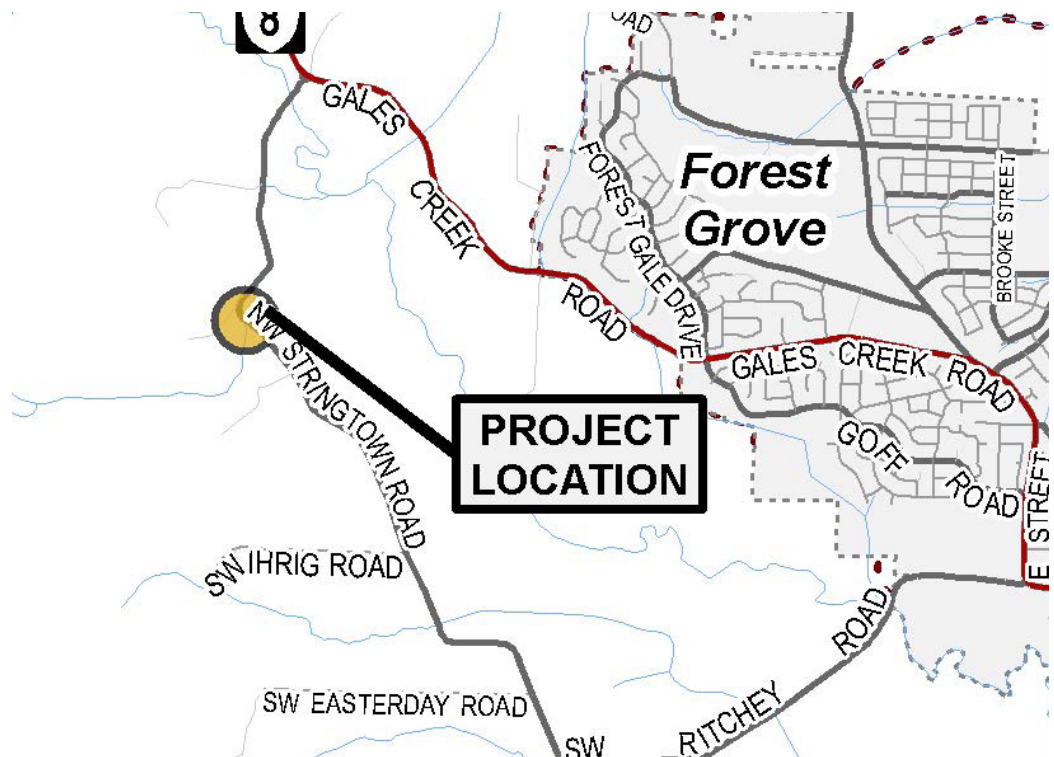 8
OAD
GALES
CREEK
ROAD
FOREST GALE DRIVE
Forest
Grove
BROOKE STREET
NW STRINGTOWN ROAD
GALES CREEK ROAD
PROJECT
LOCATION
GOFF
ROAD
E STREET
SW IHRIG ROAD
ROAD
RITCHEY
SW EASTERDAY ROAD
SW